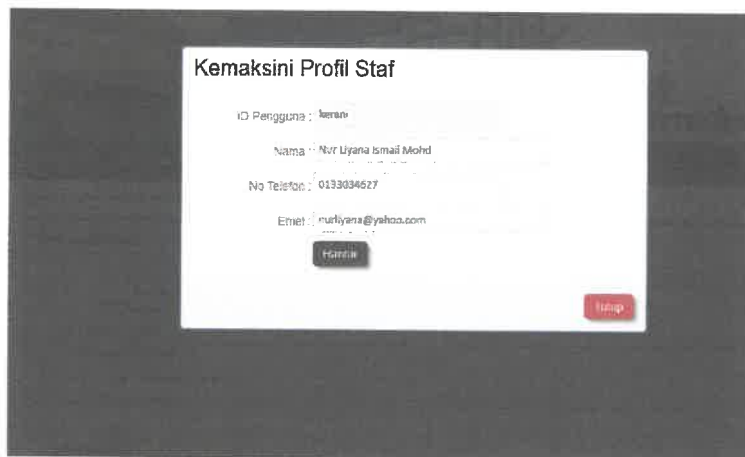 Kemaksini Profil Staf
ID Pengguna : kerani
Nama : Nur Liyana Ismail Mohd
No Telefon : 0133034627
Emel : nurliyana@yahoo.com
Hantar
Tutup